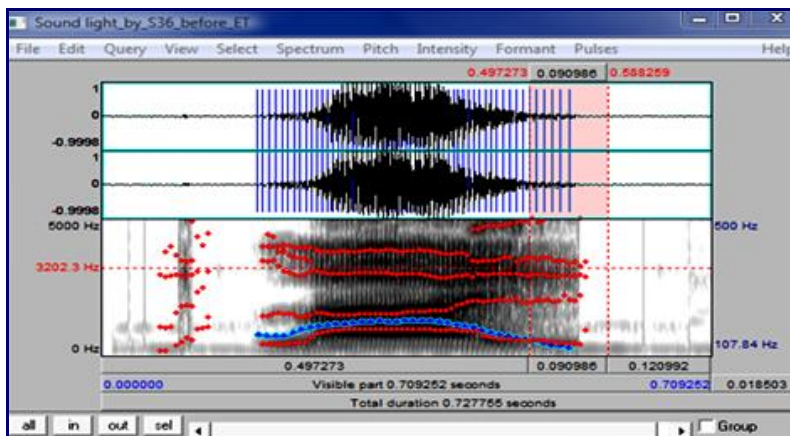 Sound light_by_S36_before_ET
File Edit Query View Select Spectrum Pitch Intensity Formant Pulses Help
0.497273 0.090986 0.588259
1
0
-0.9998
1
0
-0.9998
5000 Hz 500 Hz
3202.3 Hz
0 Hz 107.84 Hz
0.497273 0.090986 0.120992
0.000000 Visible part 0.709252 seconds 0.709252 0.018503
Total duration 0.727755 seconds
all in out sel Group